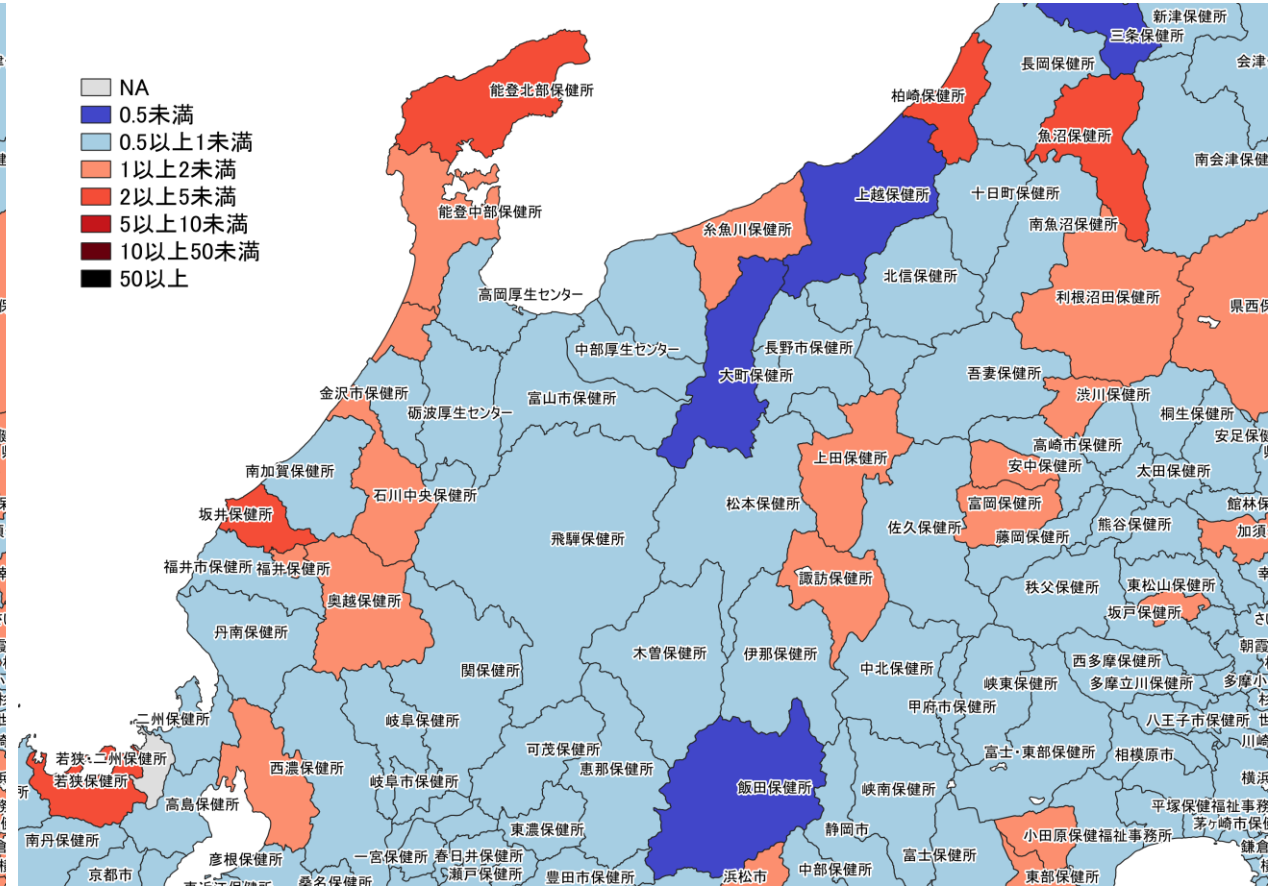 NA
0.5未満
0.5以上1未満
1以上2未満
2以上5未満
5以上10未満
10以上50未満
50以上
新津保健所
三条保健所
長岡保健所
会津
能登北部保健所
柏崎保健所
魚沼保健所
南会津保健
上越保健所
十日町保健所
能登中部保健所
糸魚川保健所
南魚沼保健所
北信保健所
高岡厚生センター
利根沼田保健所
県西保
中部厚生センター
長野市保健所
大町保健所
吾妻保健所
金沢市保健所
富山市保健所
渋川保健所
砺波厚生センター
桐生保健所
高崎市保健所
安足保健
南加賀保健所
上田保健所
安中保健所
太田保健所
石川中央保健所
松本保健所
富岡保健所
館林保
坂井保健所
佐久保健所
熊谷保健所
加須
飛騨保健所
藤岡保健所
福井市保健所
福井保健所
諏訪保健所
秩父保健所
東松山保健所
奥越保健所
坂戸保健所
丹南保健所
木曽保健所
伊那保健所
中北保健所
西多摩保健所
朝霞
関保健所
峡東保健所
多摩立川保健所
多摩小
甲府市保健所
二州保健所
岐阜保健所
八王子市保健所
可茂保健所
富士・東部保健所
相模原市
川崎
若狭・二州保健所
西濃保健所
恵那保健所
若狭保健所
岐阜市保健所
飯田保健所
峡南保健所
横浜
高島保健所
平塚保健福祉事務
東濃保健所
静岡市
小田原保健福祉事務所
茅ヶ崎市保健
南丹保健所
彦根保健所
一宮保健所
春日井保健所
富士保健所
鎌倉
京都市
瀬戸保健所
豊田市保健所
浜松市
中部保健所
東部保健所
桑名保健所